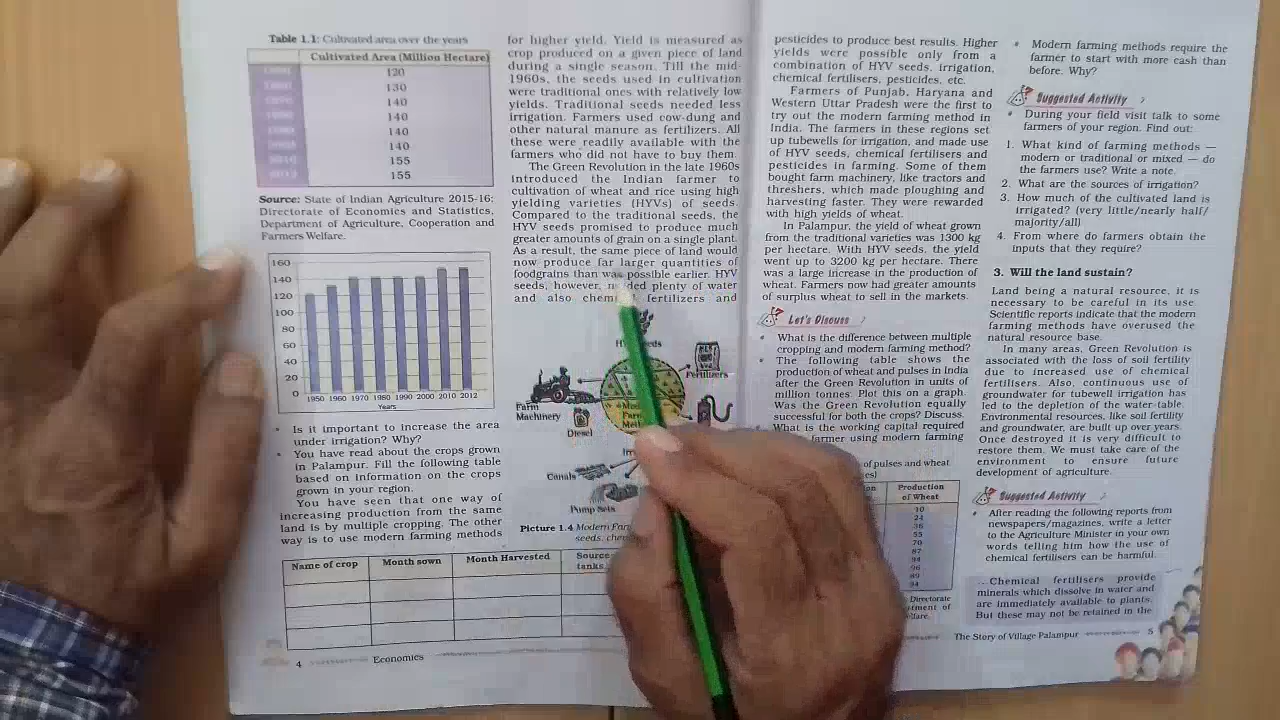 Table 1.1: Cultivated area over the years
Cultivated Area (Million Hectare)
120
130
140
140
140
140
2010 155
2012 155
Source: State of Indian Agriculture 2015-16:
Directorate of Economics and Statistics,
Department of Agriculture, Cooperation and
Farmers Welfare.
160
140
120
100
80
60
40
20
0
1950 1960 1970 1980 1990 2000 2010 2012
Years
• Is it important to increase the area
under irrigation? Why?
• You have read about the crops grown
in Palampur. Fill the following table
based on information on the crops
grown in your region.
You have seen that one way of
increasing production from the same
land is by multiple cropping. The other
way is to use modern farming methods
for higher yield. Yield is measured as
crop produced on a given piece of land
during a single season. Till the mid-
1960s, the seeds used in cultivation
were traditional ones with relatively low
yields. Traditional seeds needed less
irrigation. Farmers used cow-dung and
other natural manure as fertilizers. All
these were readily available with the
farmers who did not have to buy them.
The Green Revolution in the late 1960s
introduced the Indian farmer to
cultivation of wheat and rice using high
yielding varieties (HYVs) of seeds.
Compared to the traditional seeds, the
HYV seeds promised to produce much
greater amounts of grain on a single plant.
As a result, the same piece of land would
now produce far larger quantities of
foodgrains than was possible earlier. HYV
seeds, however, plenty of water
and also fertilizers and
Fertilizers
Farm
Machinery
Diesel
Canals
Pump Sets
Picture 1.4 Modern
seeds,
Name of crop Month sown Month Harvested Source
tanks
4 Economics
pesticides to produce best results. Higher
yields were possible only from a
combination of HYV seeds, irrigation,
chemical fertilisers, pesticides, etc.
Farmers of Punjab, Haryana and
Western Uttar Pradesh were the first to
try out the modern farming method in
India. The farmers in these regions set
up tubewells for irrigation, and made use
of HYV seeds, chemical fertilisers and
pesticides in farming. Some of them
bought farm machinery, like tractors and
threshers, which made ploughing and
harvesting faster. They were rewarded
with high yields of wheat.
In Palampur, the yield of wheat grown
from the traditional varieties was 1300 kg
per hectare. With HYV seeds, the yield
went up to 3200 kg per hectare. There
was a large increase in the production of
wheat. Farmers now had greater amounts
of surplus wheat to sell in the markets.
Let's Discuss
• What is the difference between multiple
cropping and modern farming method?
• The following table shows the
production of wheat and pulses in India
after the Green Revolution in units of
million tonnes. Plot this on a graph.
Was the Green Revolution equally
successful for both the crops? Discuss.
What is the working capital required
farmer using modern farming
of pulses and wheat
Production
of Wheat
10
24
36
55
70
87
94
96
89
94
Directorate
• Modern farming methods require the
farmer to start with more cash than
before. Why?
Suggested Activity
• During your field visit talk to some
farmers of your region. Find out:
1. What kind of farming methods —
modern or traditional or mixed — do
the farmers use? Write a note.
2. What are the sources of irrigation?
3. How much of the cultivated land is
irrigated? (very little/nearly half/
majority/all)
4. From where do farmers obtain the
inputs that they require?
3. Will the land sustain?
Land being a natural resource, it is
necessary to be careful in its use.
Scientific reports indicate that the modern
farming methods have overused the
natural resource base.
In many areas, Green Revolution is
associated with the loss of soil fertility
due to increased use of chemical
fertilisers. Also, continuous use of
groundwater for tubewell irrigation has
led to the depletion of the water-table.
Environmental resources, like soil fertility
and groundwater, are built up over years.
Once destroyed it is very difficult to
restore them. We must take care of the
environment to ensure future
development of agriculture.
Suggested Activity
• After reading the following reports from
newspapers/magazines, write a letter
to the Agriculture Minister in your own
words telling him how the use of
chemical fertilisers can be harmful.
...Chemical fertilisers provide
minerals which dissolve in water and
are immediately available to plants.
But these may not be retained in the
The Story of Village Palampur 5